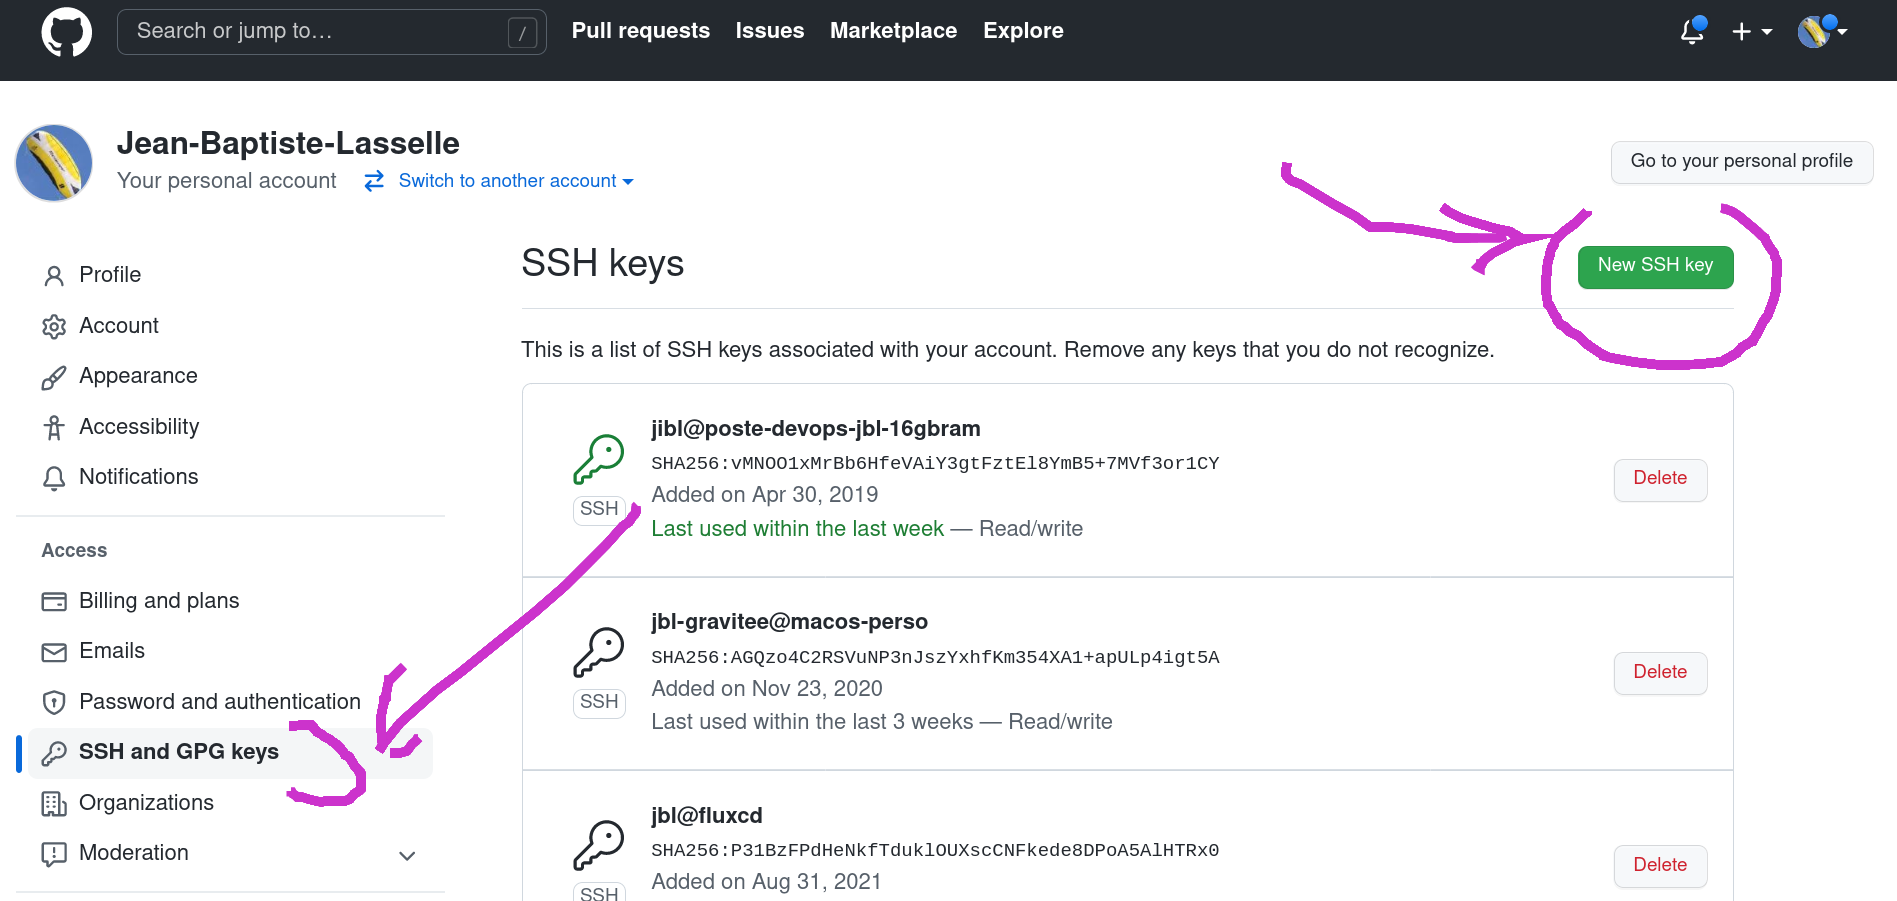 Search or jump to…
/
Pull requests
Issues
Marketplace
Explore
Jean-Baptiste-Lasselle
Your personal account
Switch to another account
Go to your personal profile
Profile
Account
Appearance
Accessibility
Notifications
Access
Billing and plans
Emails
Password and authentication
SSH and GPG keys
Organizations
Moderation
SSH keys
New SSH key
This is a list of SSH keys associated with your account. Remove any keys that you do not recognize.
jibl@poste-devops-jbl-16gbram
SHA256:vMNOO1xMrBb6HfeVAiY3gtFztEl8YmB5+7MVf3or1CY
Added on Apr 30, 2019
Last used within the last week — Read/write
SSH
Delete
jbl-gravitee@macos-perso
SHA256:AGQzo4C2RSVuNP3nJszYxhfKm354XA1+apULp4igt5A
Added on Nov 23, 2020
Last used within the last 3 weeks — Read/write
SSH
Delete
jbl@fluxcd
SHA256:P31BzFPdHeNkfTduklOUXscCNFkede8DPoA5AlHTRx0
Added on Aug 31, 2021
SSH
Delete